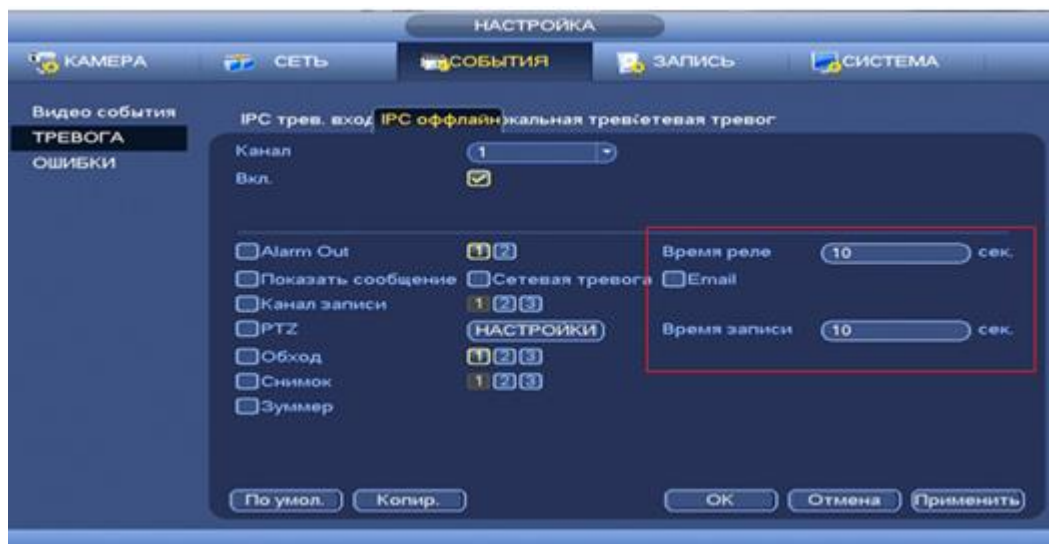 НАСТРОЙКА
КАМЕРА СЕТЬ СОБЫТИЯ ЗАПИСЬ СИСТЕМА
Видео события
ТРЕВОГА
ОШИБКИ
IPC трев. вход IPC оффлайн окальная трев сетевая тревог
Канал 1
Вкл.
Alarm Out 1 2 Время реле 10 сек.
Показать сообщение Сетевая тревога Email
Канал записи 1 2 3
PTZ НАСТРОЙКИ Время записи 10 сек.
Обход 1 2 3
Снимок 1 2 3
Зуммер
По умол. Копир. OK Отмена Применить